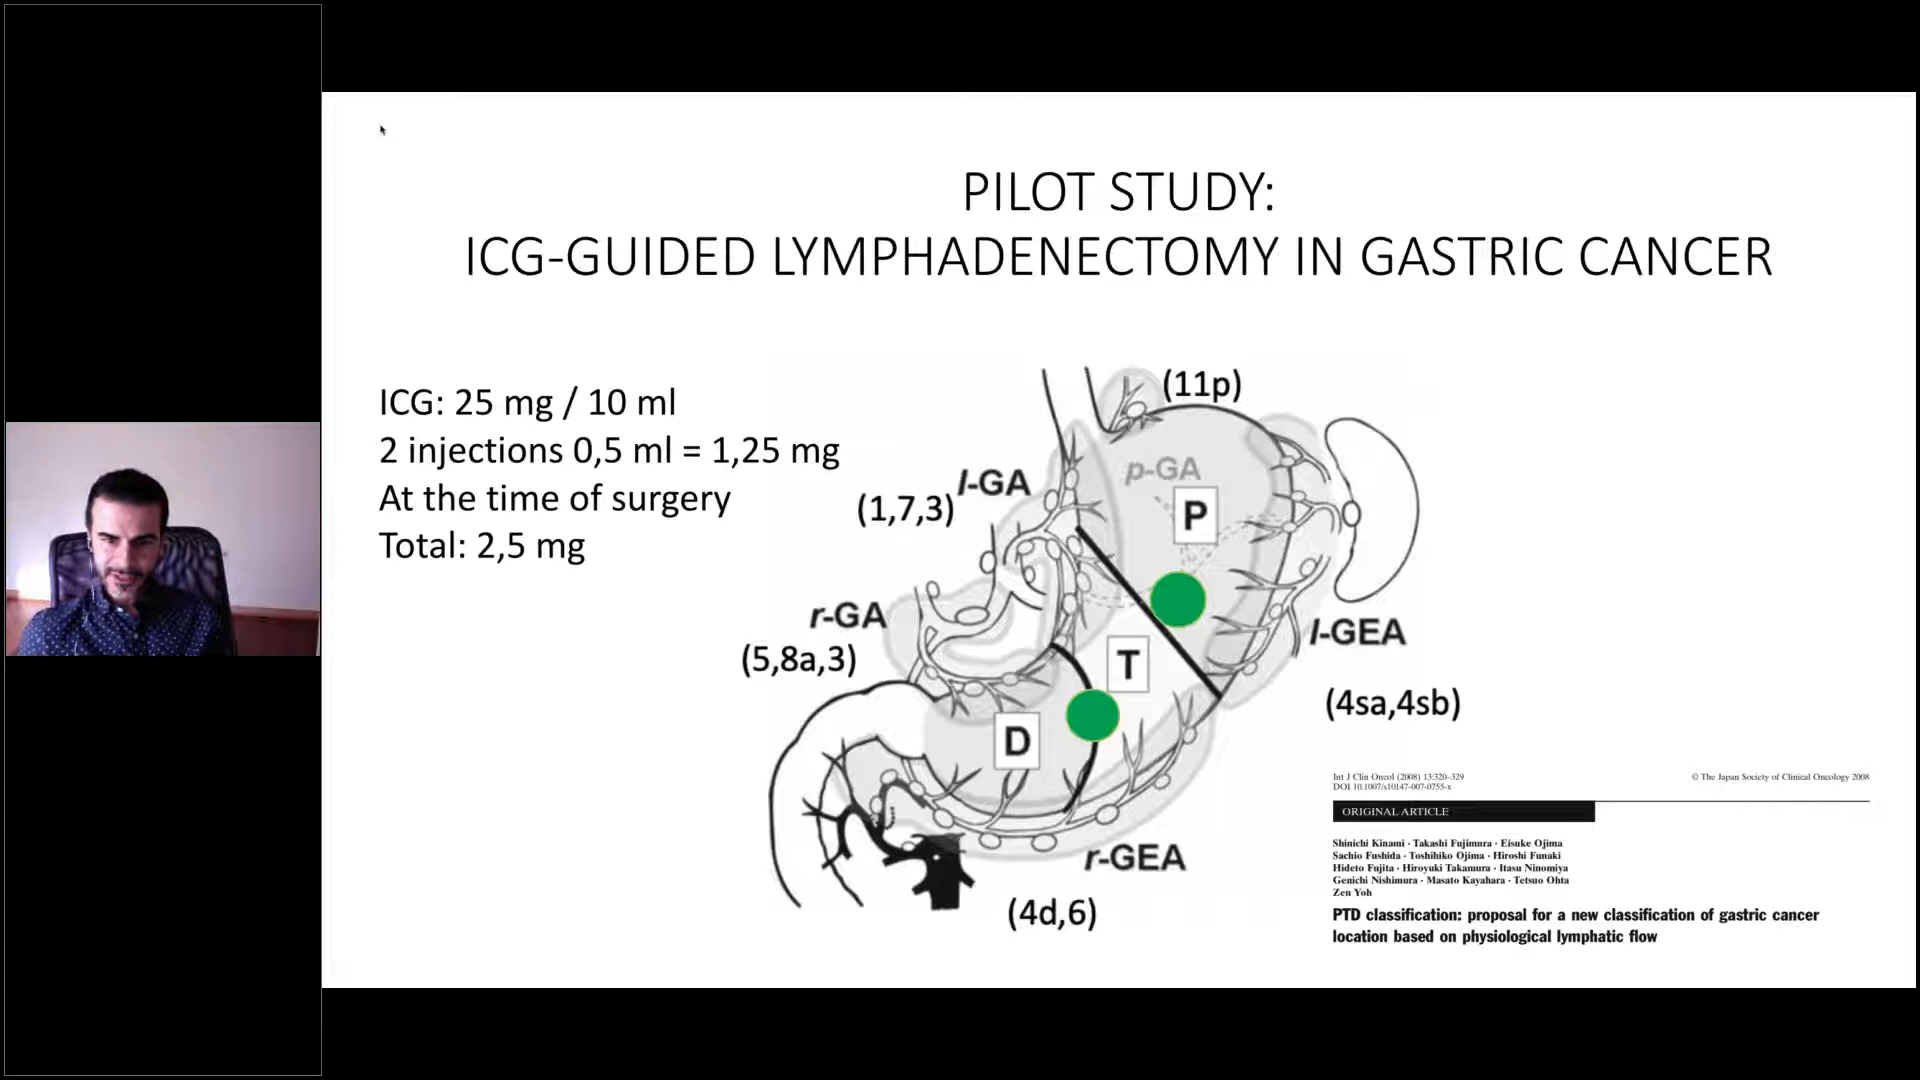 PILOT STUDY:
ICG-GUIDED LYMPHADENECTOMY IN GASTRIC CANCER
ICG: 25 mg / 10 ml
2 injections 0,5 ml = 1,25 mg
At the time of surgery
Total: 2,5 mg
(11p)
p-GA
l-GA
(1,7,3)
P
r-GA
(5,8a,3)
T
l-GEA
(4sa,4sb)
D
r-GEA
(4d,6)
Int J Clin Oncol (2008) 13:320–329
© The Japan Society of Clinical Oncology 2008
DOI 10.1007/s10147-007-0755-x
ORIGINAL ARTICLE
Shinichi Kinami · Takashi Fujimura · Eisuke Ojima
Sachio Fushida · Toshihiko Ojima · Hiroshi Funaki
Hideto Fujita · Hiroyuki Takamura · Itasu Ninomiya
Genichi Nishimura · Masato Kayahara · Tetsuo Ohta
Zen Yoh
PTD classification: proposal for a new classification of gastric cancer
location based on physiological lymphatic flow